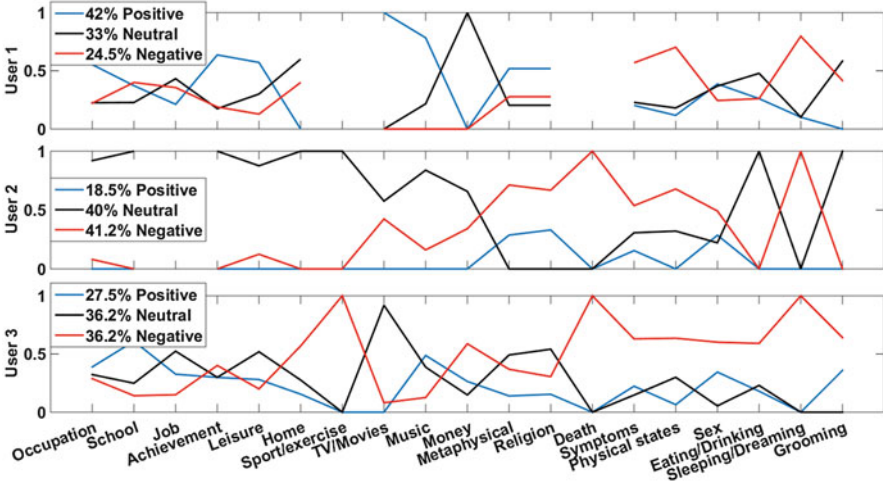 1
42% Positive
33% Neutral
24.5% Negative
0.5
0
User 1
1
18.5% Positive
40% Neutral
41.2% Negative
0.5
0
User 2
1
27.5% Positive
36.2% Neutral
36.2% Negative
0.5
0
User 3
Occupation
School
Job
Achievement
Leisure
Home
Sport/exercise
TV/Movies
Music
Money
Metaphysical
Religion
Death
Symptoms
Physical states
Sex
Eating/Drinking
Sleeping/Dreaming
Grooming